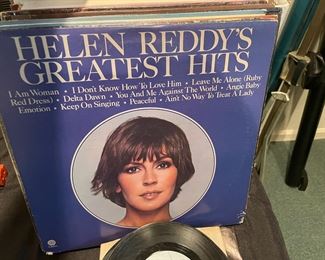 HELEN REDDY'S
GREATEST HITS
I Am Woman • I Don't Know How To Love Him • Leave Me Alone (Ruby
Red Dress) • Delta Dawn • You And Me Against The World • Angie Baby
Emotion • Keep On Singing • Peaceful • Ain't No Way To Treat A Lady